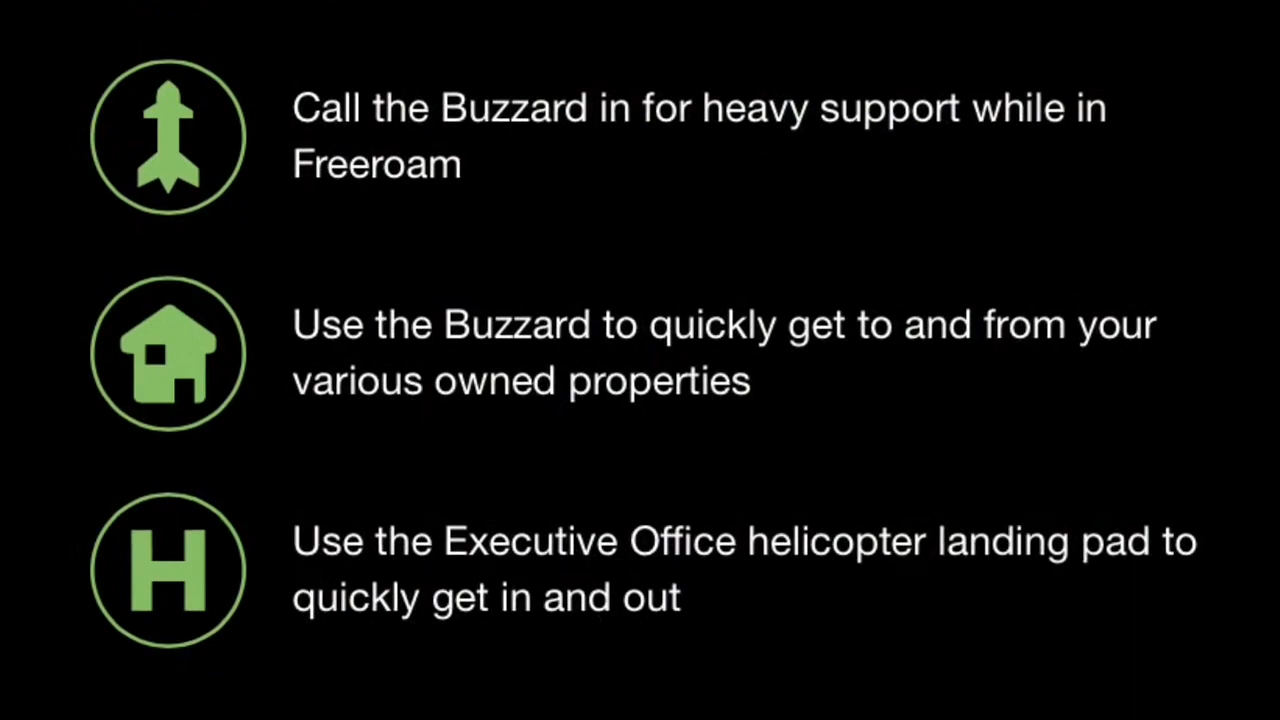 Call the Buzzard in for heavy support while in
Freeroam
Use the Buzzard to quickly get to and from your
various owned properties
H
Use the Executive Office helicopter landing pad to
quickly get in and out